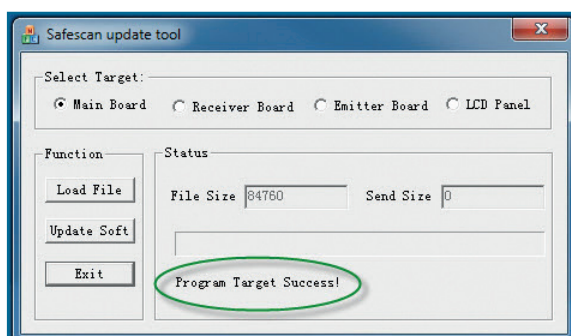 Safescan update tool
Select Target:
Main Board Receiver Board Emitter Board LCD Panel
Function
Load File
Update Soft
Exit
Status
File Size 84760 Send Size 0
Program Target Success!